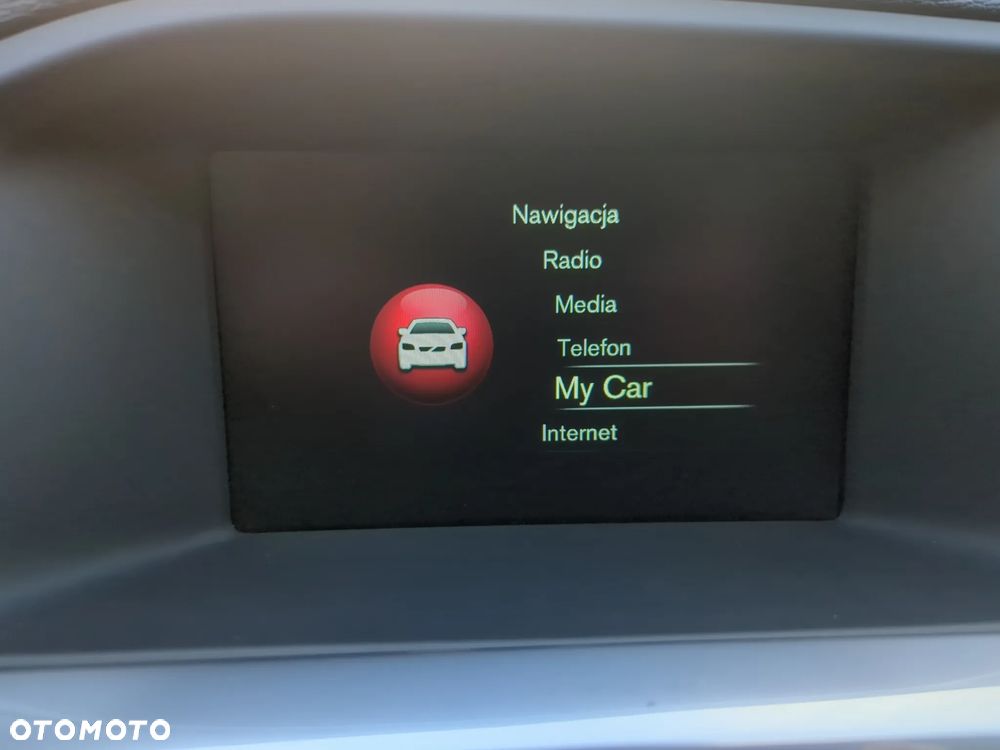 Nawigacja
Radio
Media
Telefon
My Car
Internet
OTOMOTO